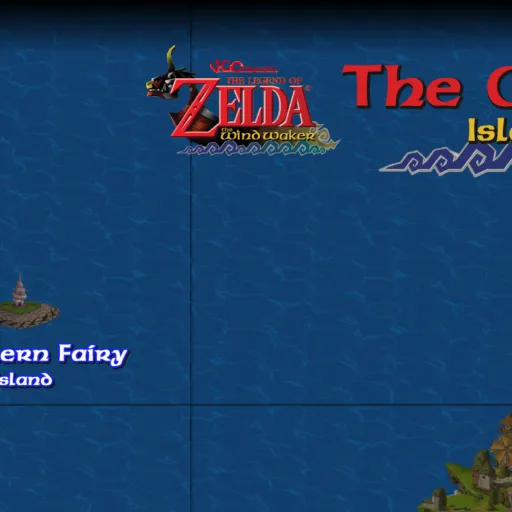 THE LEGEND OF
ZELDA
the
Wind Waker
The
Isl
ern Fairy
sland